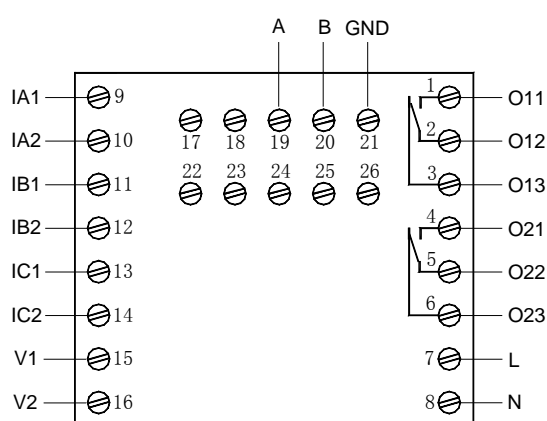 A B GND
IA1 9 1 O11
IA2 10 17 18 19 20 21 2 O12
IB1 11 22 23 24 25 26 3 O13
IB2 12 4 O21
IC1 13 5 O22
IC2 14 6 O23
V1 15 7 L
V2 16 8 N